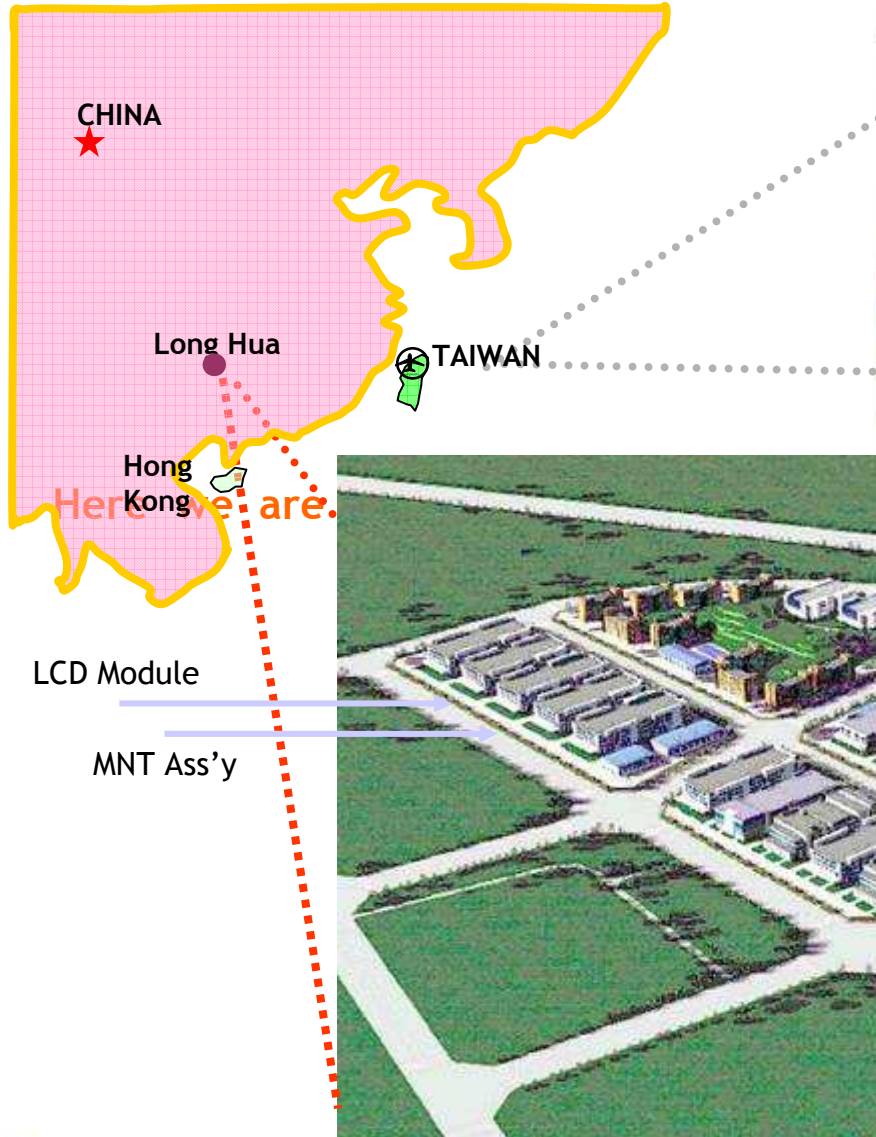 CHINA
Long Hua
TAIWAN
Hong
Kong
Here we are
LCD Module
MNT Ass’y